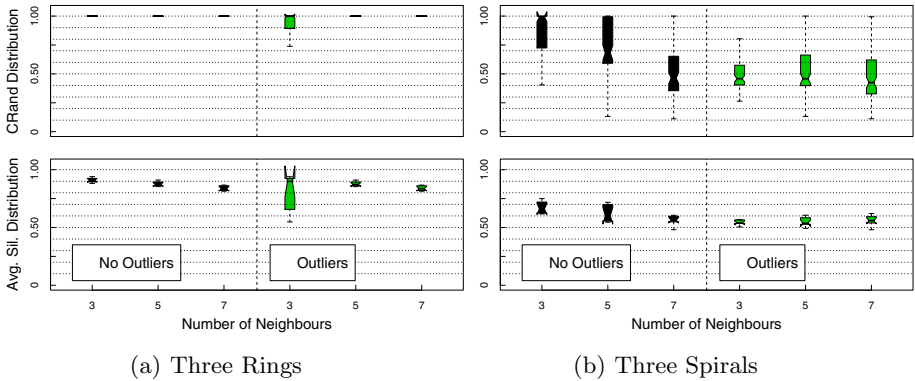 CRand Distribution
1.00
0.50
0
1.00
0.50
0
Avg. Sil. Distribution
1.00
0.50
0
No Outliers
Outliers
3 5 7 3 5 7
Number of Neighbours
1.00
0.50
0
No Outliers
Outliers
3 5 7 3 5 7
Number of Neighbours
(a) Three Rings
(b) Three Spirals